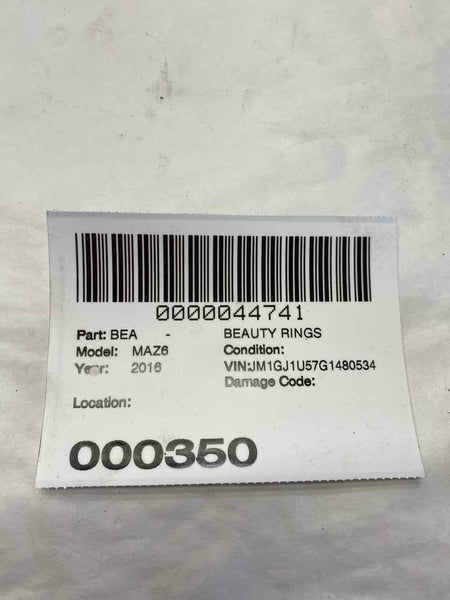 0000044741
Part: BEA - BEAUTY RINGS
Model: MAZ6 Condition:
Year: 2016 VIN:JM1GJ1U57G1480534
Damage Code:
Location:
000350